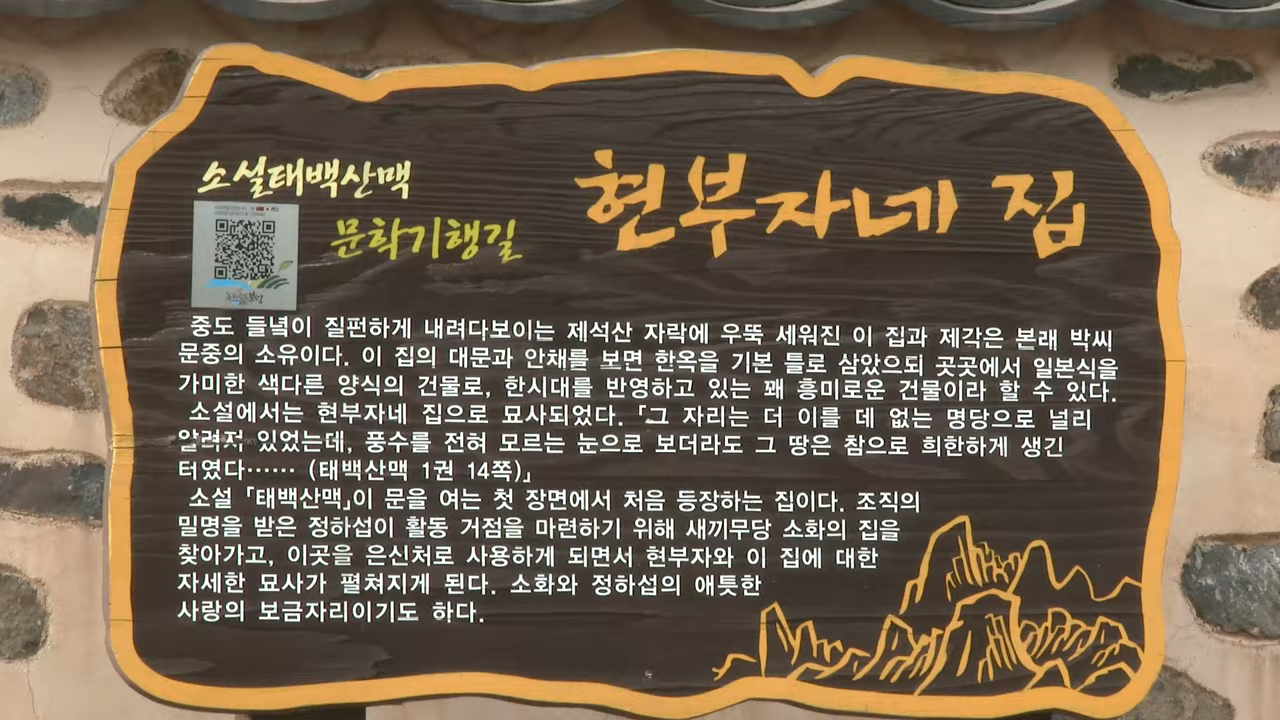 소설태백산맥
문학기행길
현부자네 집
중도 들녘이 질펀하게 내려다보이는 제석산 자락에 우뚝 세워진 이 집과 제각은 본래 박씨
문중의 소유이다. 이 집의 대문과 안채를 보면 한옥을 기본 틀로 삼았으되 곳곳에서 일본식을
가미한 색다른 양식의 건물로, 한시대를 반영하고 있는 꽤 흥미로운 건물이라 할 수 있다.
소설에서는 현부자네 집으로 묘사되었다. 「그 자리는 더 이를 데 없는 명당으로 널리
알려져 있었는데, 풍수를 전혀 모르는 눈으로 보더라도 그 땅은 참으로 희한하게 생긴
터였다…… (태백산맥 1권 14쪽)」
소설 「태백산맥」이 문을 여는 첫 장면에서 처음 등장하는 집이다. 조직의
밀명을 받은 정하섭이 활동 거점을 마련하기 위해 새끼무당 소화의 집을
찾아가고, 이곳을 은신처로 사용하게 되면서 현부자와 이 집에 대한
자세한 묘사가 펼쳐지게 된다. 소화와 정하섭의 애틋한
사랑의 보금자리이기도 하다.